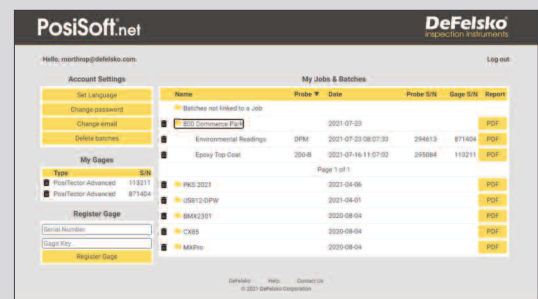 PosiSoft.net
DeFelsko
inspection instruments
Hello, morthrop@defelsko.com.
Log out
Account Settings
Set Language
Change password
Change email
Delete batches
My Gages
Type S/N
PosiTector Advanced 113211
PosiTector Advanced 871404
Register Gage
Serial Number
Gage Key
Register Gage
My Jobs & Batches
Name Probe ▼ Date Probe S/N Gage S/N Report
Batches not linked to a Job
800 Commerce Park 2021-07-23 PDF
Environmental Readings DPM 2021-07-23 08:07:33 294613 871404 PDF
Epoxy Top Coat 200-B 2021-07-16 11:07:02 295084 113211 PDF
Page 1 of 1
PKS 2021 2021-04-06 PDF
USB12-DPW 2021-04-01 PDF
BMX2301 2020-08-04 PDF
CX85 2020-08-04 PDF
MXPro 2020-08-04 PDF
DeFelsko Help Contact Us
© 2021 DeFelsko Corporation